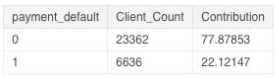 payment_default Client_Count Contribution
0 23362 77.87853
1 6636 22.12147